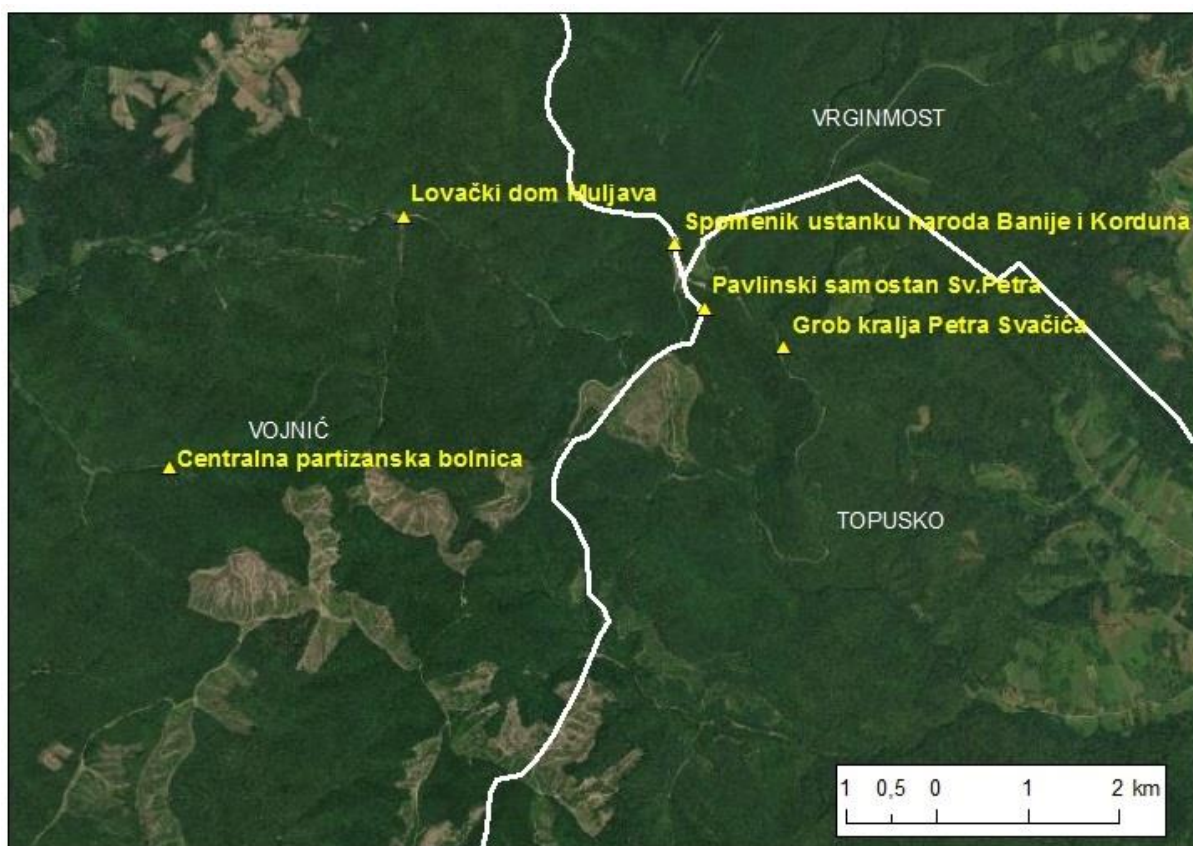 VRGINMOST
Lovački dom Muljava
Spomenik ustanku naroda Banije i Korduna
Pavlinski samostan Sv.Petra
Grob kralja Petra Svačića
VOJNIĆ
Centralna partizanska bolnica
TOPUSKO
1 0,5 0 1 2 km